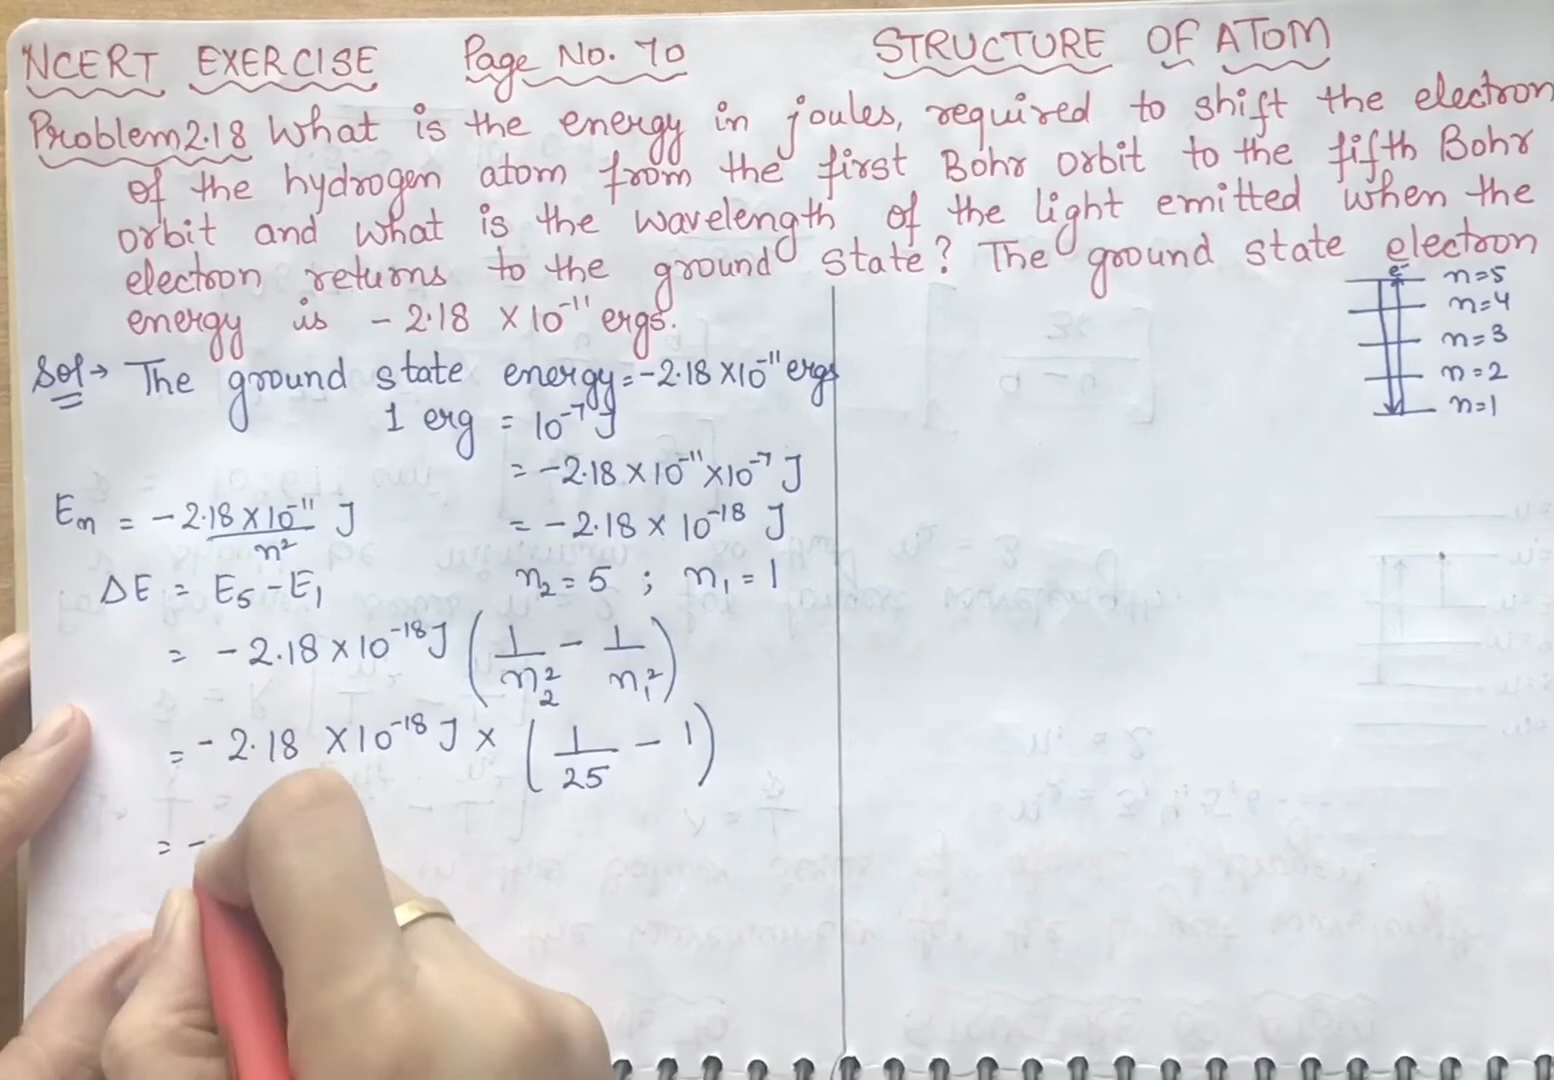 NCERT EXERCISE Page No. 70 STRUCTURE OF ATOM
Problem 2.18 What is the energy in joules, required to shift the electron
of the hydrogen atom from the first Bohr orbit to the fifth Bohr
orbit and what is the wavelength of the light emitted when the
electron returns to the ground state? The ground state electron
energy is - 2.18 × 10⁻¹¹ ergs.
e⁻ n=5
n=4
n=3
n=2
n=1
Sol→ The ground state energy = -2.18 ×10⁻¹¹ ergs
1 erg = 10⁻⁷ J
= -2.18 × 10⁻¹¹ ×10⁻⁷ J
Eₙ = -2.18 × 10⁻¹¹/n² J = -2.18 × 10⁻¹⁸ J
ΔE = E₅ - E₁ n₂ = 5 ; n₁ = 1
= -2.18 × 10⁻¹⁸ J (1/n₂² - 1/n₁²)
= -2.18 ×10⁻¹⁸ J × (1/25 - 1)
= -